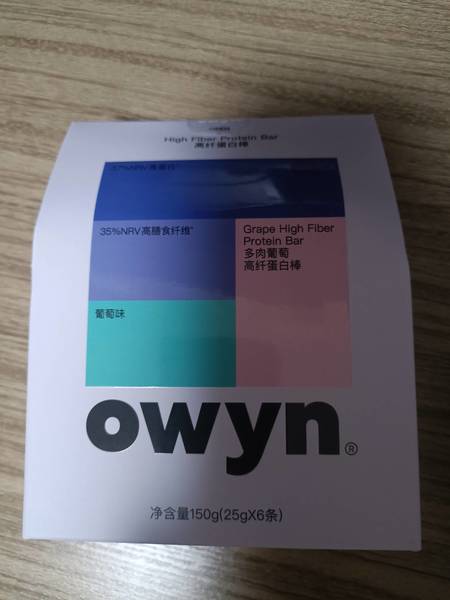 High Fiber Protein Bar
高纤蛋白棒
35%NRV高膳食纤维*
Grape High Fiber
Protein Bar
多肉葡萄
高纤蛋白棒
葡萄味
owyn®
净含量150g(25gX6条)